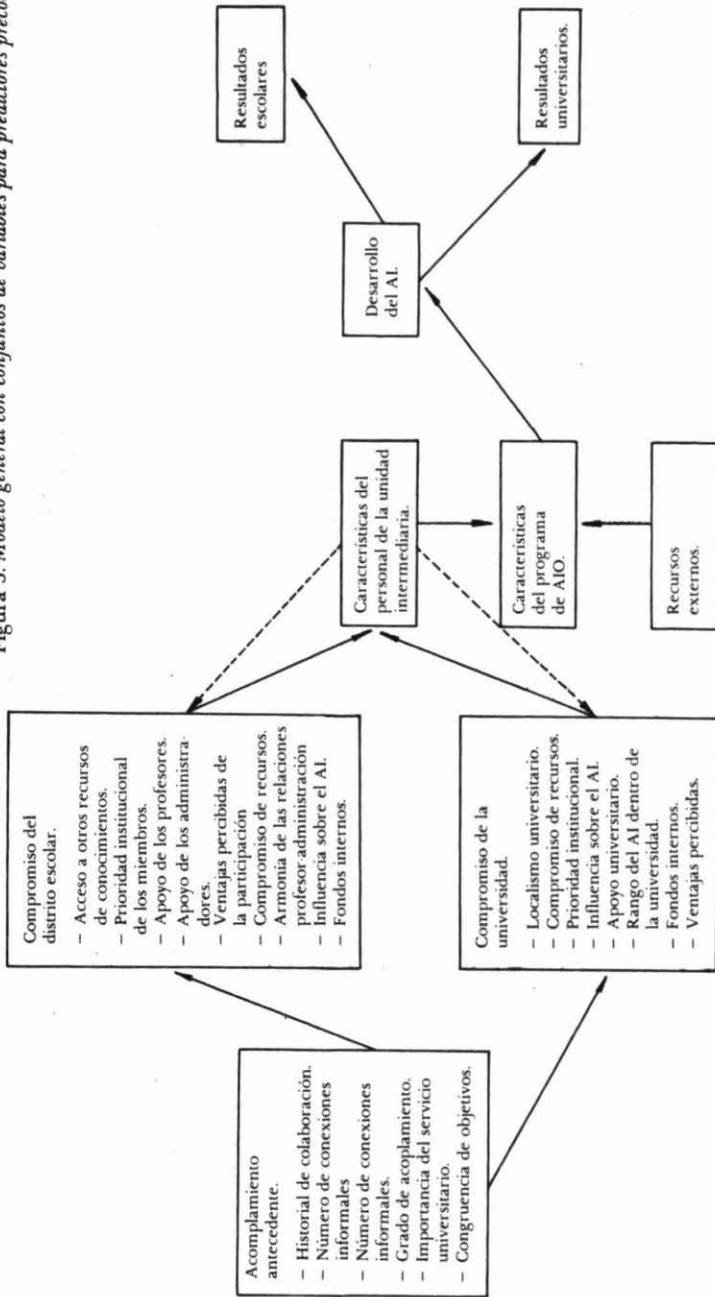 Figura 3. Modelo general con conjuntos de variables para predictores
Acomplamiento
antecedente.
– Historial de colaboración.
– Número de conexiones
informales
– Número de conexiones
informales.
– Grado de acoplamiento.
– Importancia del servicio
universitario.
– Congruencia de objetivos.
Compromiso del
distrito escolar.
– Acceso a otros recursos
de conocimientos.
– Prioridad institucional
de los miembros.
– Apoyo de los profesores.
– Apoyo de los administra-
dores.
– Ventajas percibidas de
la participación
– Compromiso de recursos.
– Armonía de las relaciones
profesor-administración
– Influencia sobre el AI.
– Fondos internos.
Compromiso de la
universidad.
– Localismo universitario.
– Compromiso de recursos.
– Prioridad institucional.
– Influencia sobre el AI.
– Apoyo universitario.
– Rango del AI dentro de
la universidad.
– Fondos internos.
– Ventajas percibidas.
Características del
personal de la unidad
intermediaria.
Características
del programa
de AIO.
Recursos
externos.
Desarrollo
del AI.
Resultados
escolares
Resultados
universitarios.